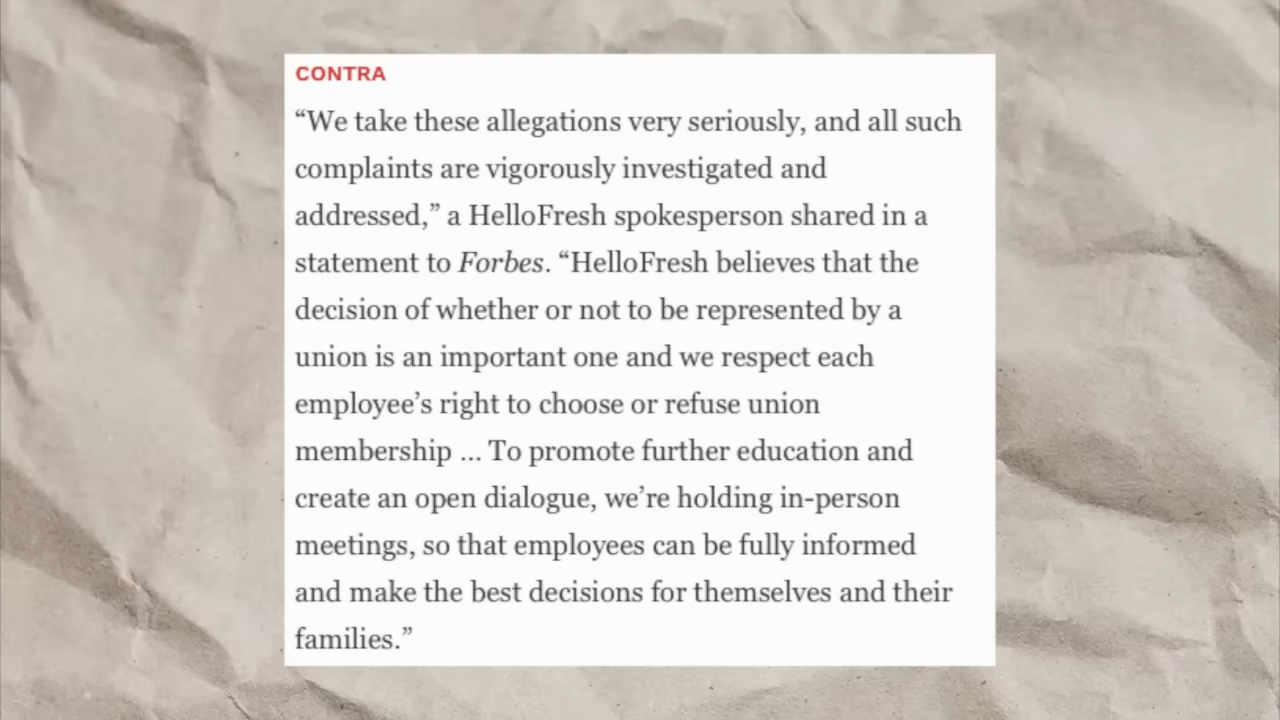 CONTRA
“We take these allegations very seriously, and all such
complaints are vigorously investigated and
addressed,” a HelloFresh spokesperson shared in a
statement to Forbes. “HelloFresh believes that the
decision of whether or not to be represented by a
union is an important one and we respect each
employee’s right to choose or refuse union
membership ... To promote further education and
create an open dialogue, we’re holding in-person
meetings, so that employees can be fully informed
and make the best decisions for themselves and their
families.”